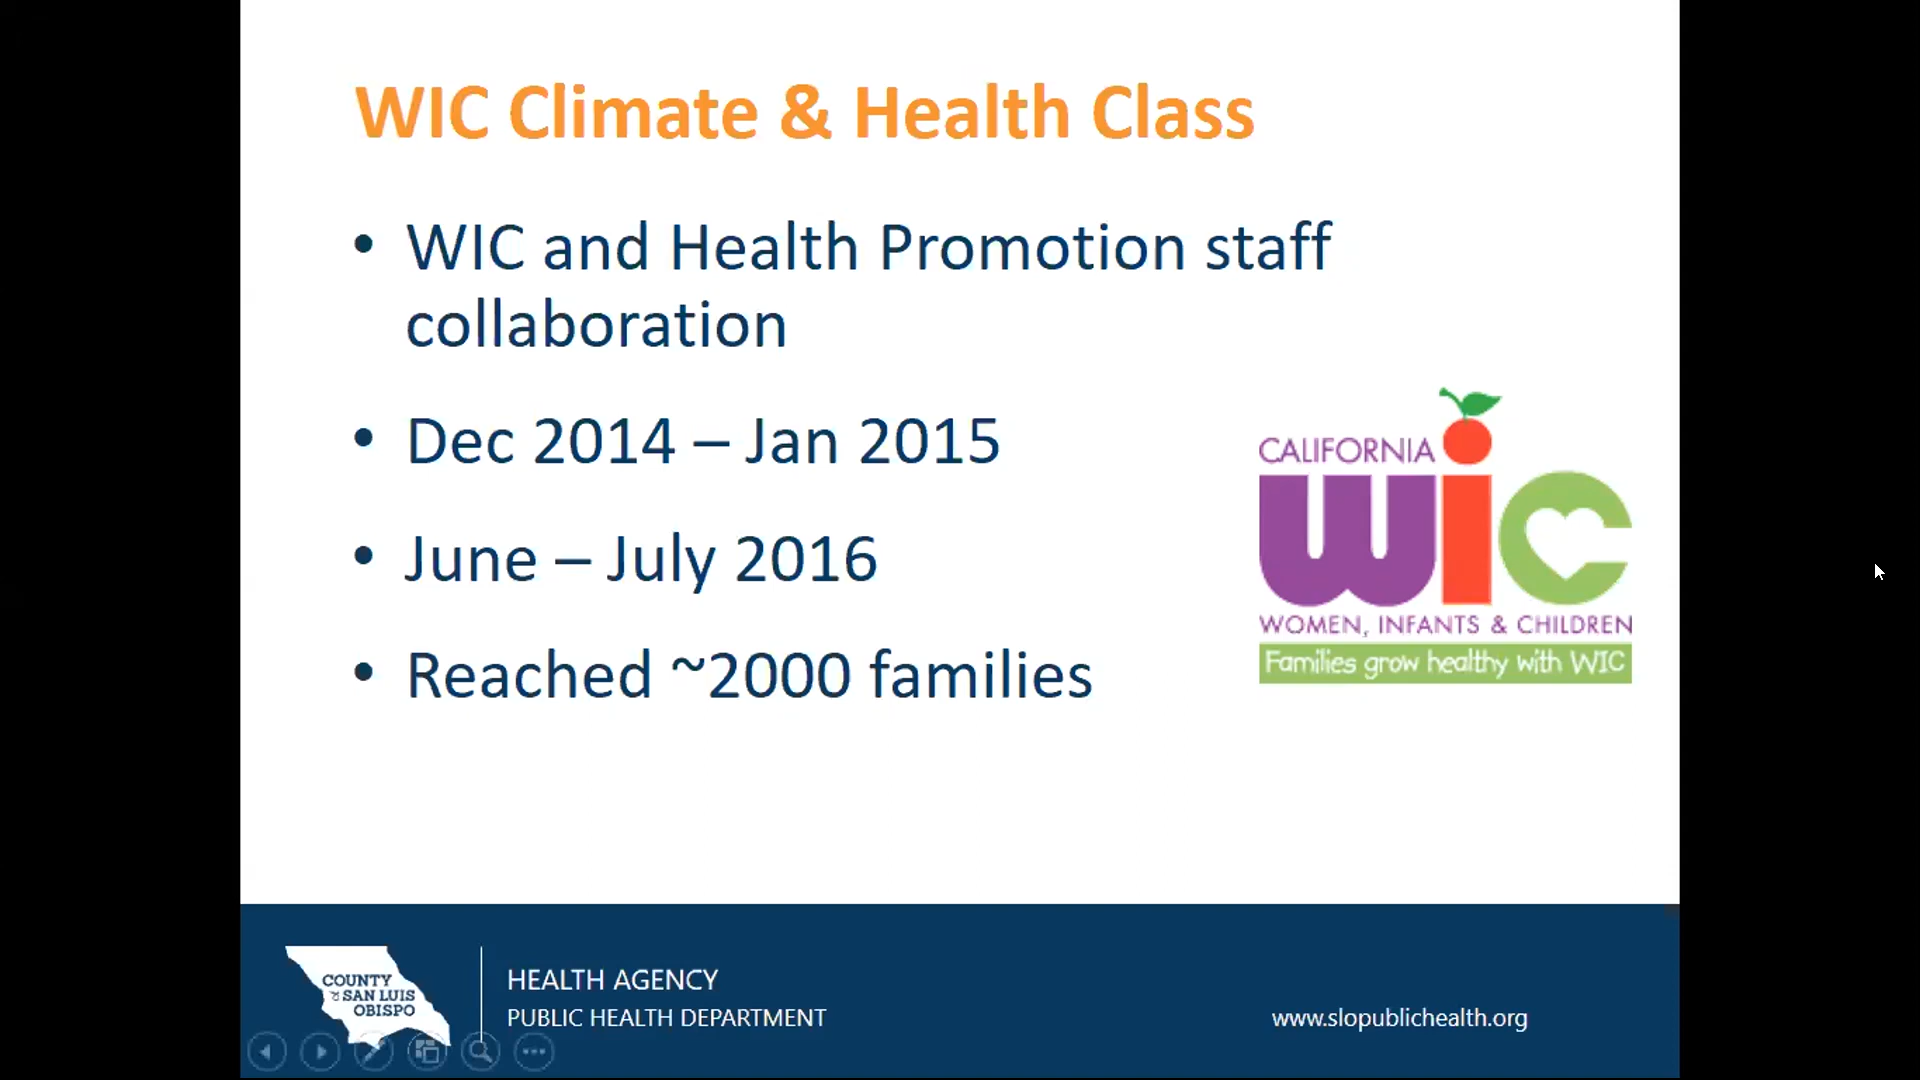 WIC Climate & Health Class
• WIC and Health Promotion staff
collaboration
• Dec 2014 – Jan 2015
• June – July 2016
• Reached ~2000 families
CALIFORNIA
wic
WOMEN, INFANTS & CHILDREN
Families grow healthy with WIC
COUNTY
OF SAN LUIS
OBISPO
HEALTH AGENCY
PUBLIC HEALTH DEPARTMENT
www.slopublichealth.org